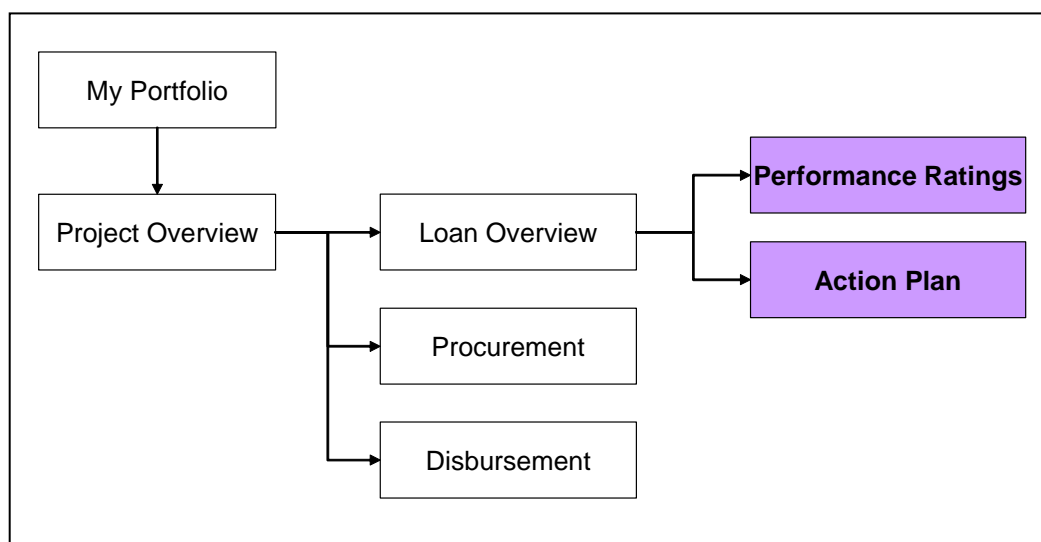 My Portfolio
Project Overview
Loan Overview
Performance Ratings
Action Plan
Procurement
Disbursement